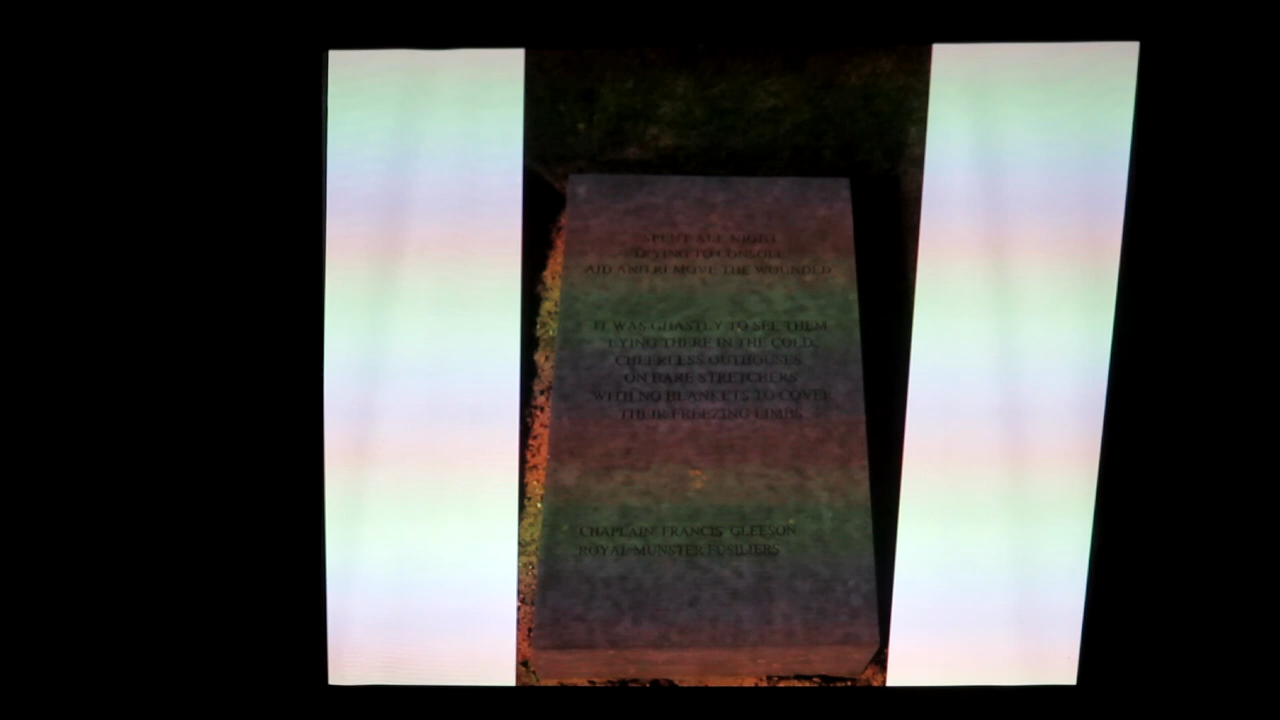 SPENT ALL NIGHT
TRYING TO CONSOLE
AID AND REMOVE THE WOUNDED
IT WAS GHASTLY TO SEE THEM
LYING THERE IN THE COLD,
CHEERLESS OUTHOUSES
ON BARE STRETCHERS
WITH NO BLANKETS TO COVER
THEIR FREEZING LIMBS
CHAPLAIN FRANCIS GLEESON
ROYAL MUNSTER FUSILIERS